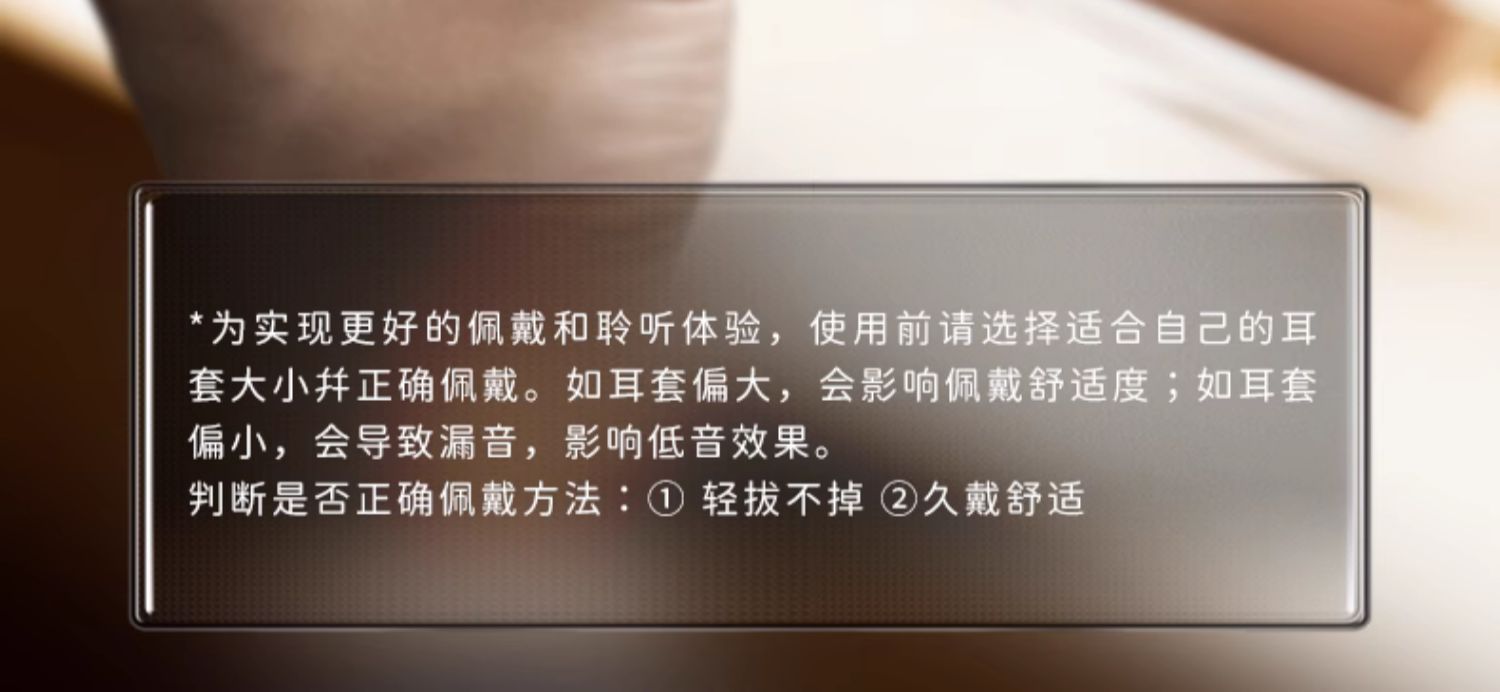 *为实现更好的佩戴和聆听体验，使用前请选择适合自己的耳
套大小并正确佩戴。如耳套偏大，会影响佩戴舒适度；如耳套
偏小，会导致漏音，影响低音效果。
判断是否正确佩戴方法：① 轻拔不掉 ②久戴舒适